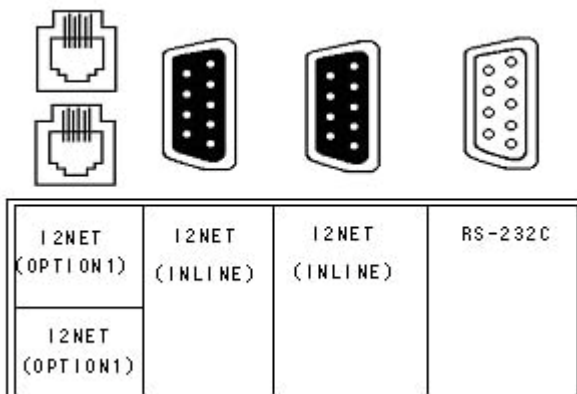 I2NET
(OPTION1)
I2NET
(INLINE)
I2NET
(INLINE)
RS-232C
I2NET
(OPTION1)